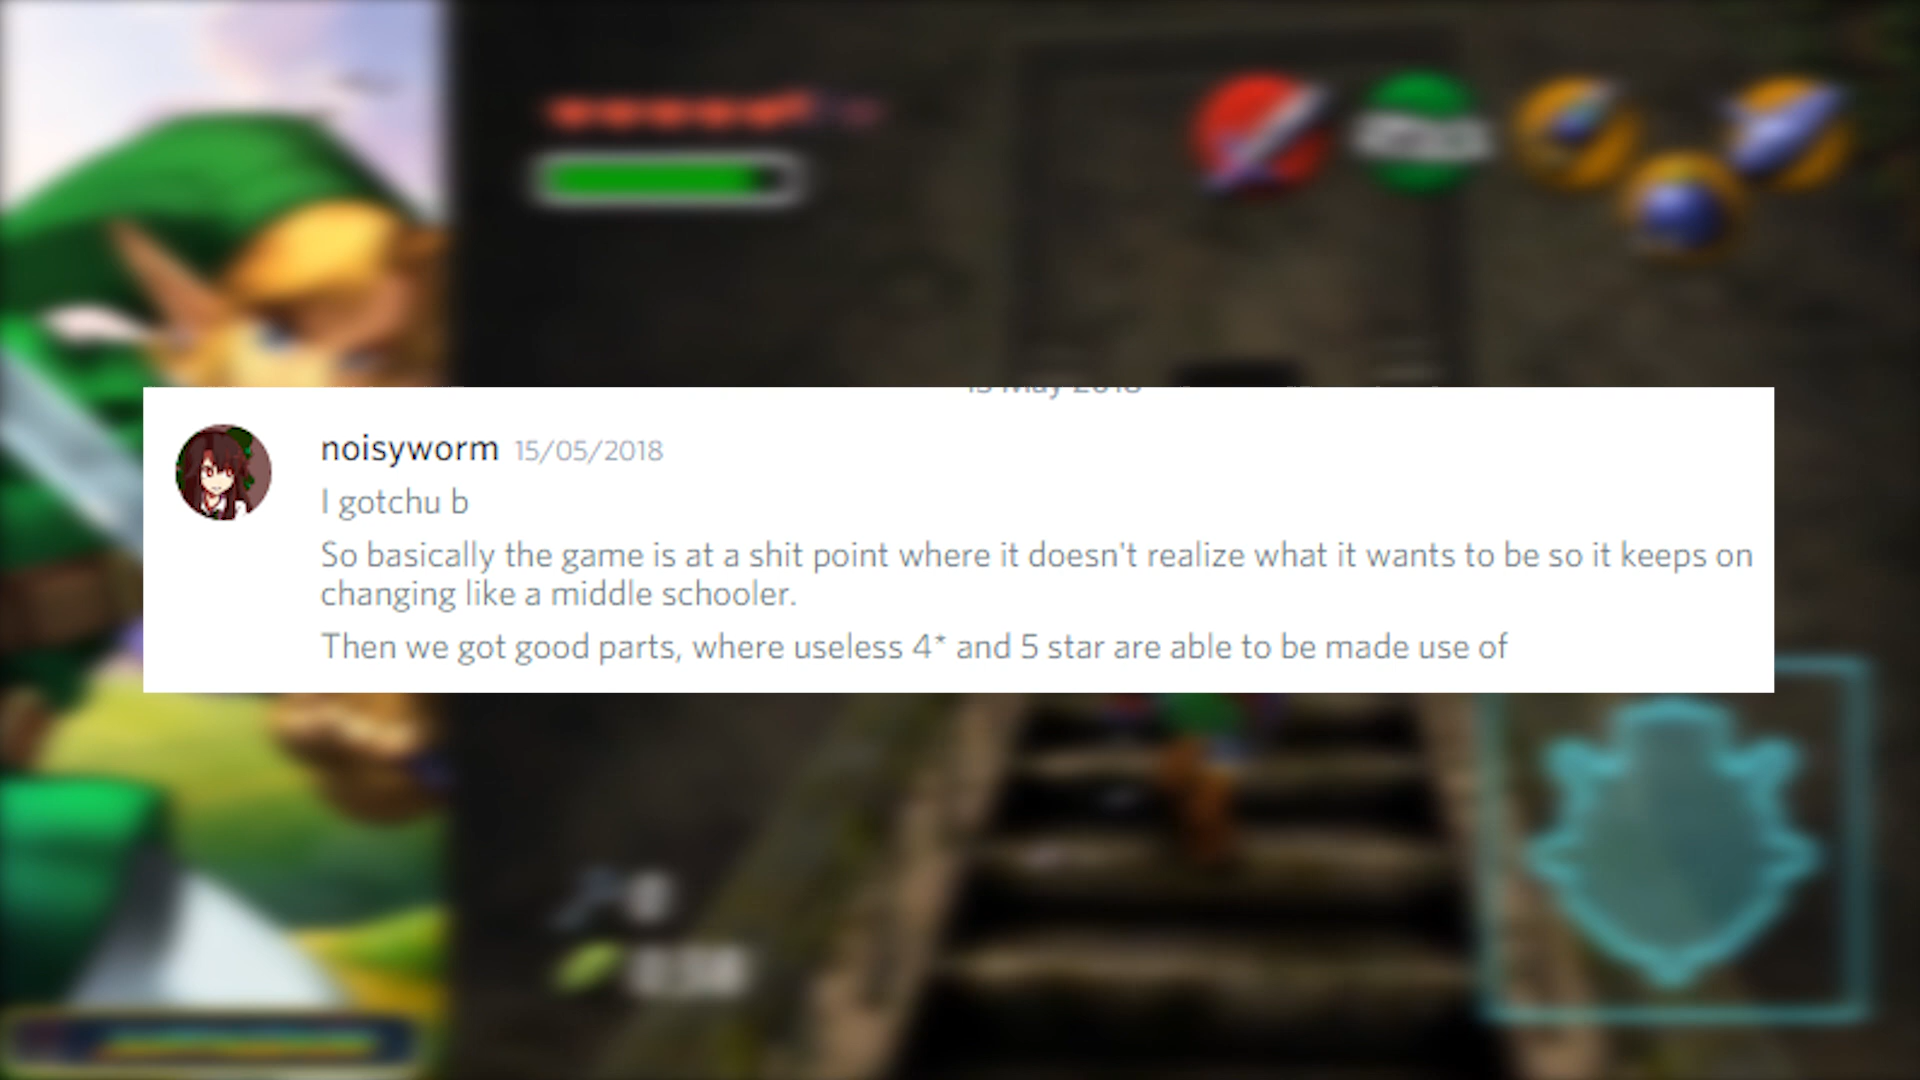 noisyworm 15/05/2018
I gotchu b
So basically the game is at a shit point where it doesn't realize what it wants to be so it keeps on
changing like a middle schooler.
Then we got good parts, where useless 4* and 5 star are able to be made use of